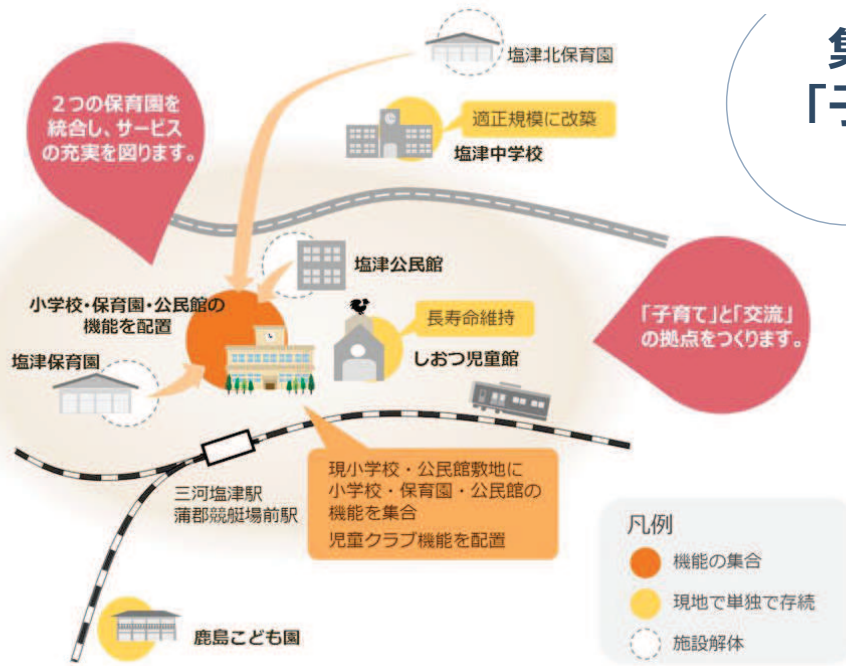 集
「子
2つの保育園を
統合し、サービス
の充実を図ります。
塩津北保育園
適正規模に改築
塩津中学校
塩津公民館
小学校・保育園・公民館の
機能を配置
長寿命維持
しおつ児童館
「子育て」と「交流」
の拠点をつくります。
塩津保育園
三河塩津駅
蒲郡競艇場前駅
現小学校・公民館敷地に
小学校・保育園・公民館の
機能を集合
児童クラブ機能を配置
鹿島こども園
凡例
機能の集合
現地で単独で存続
施設解体